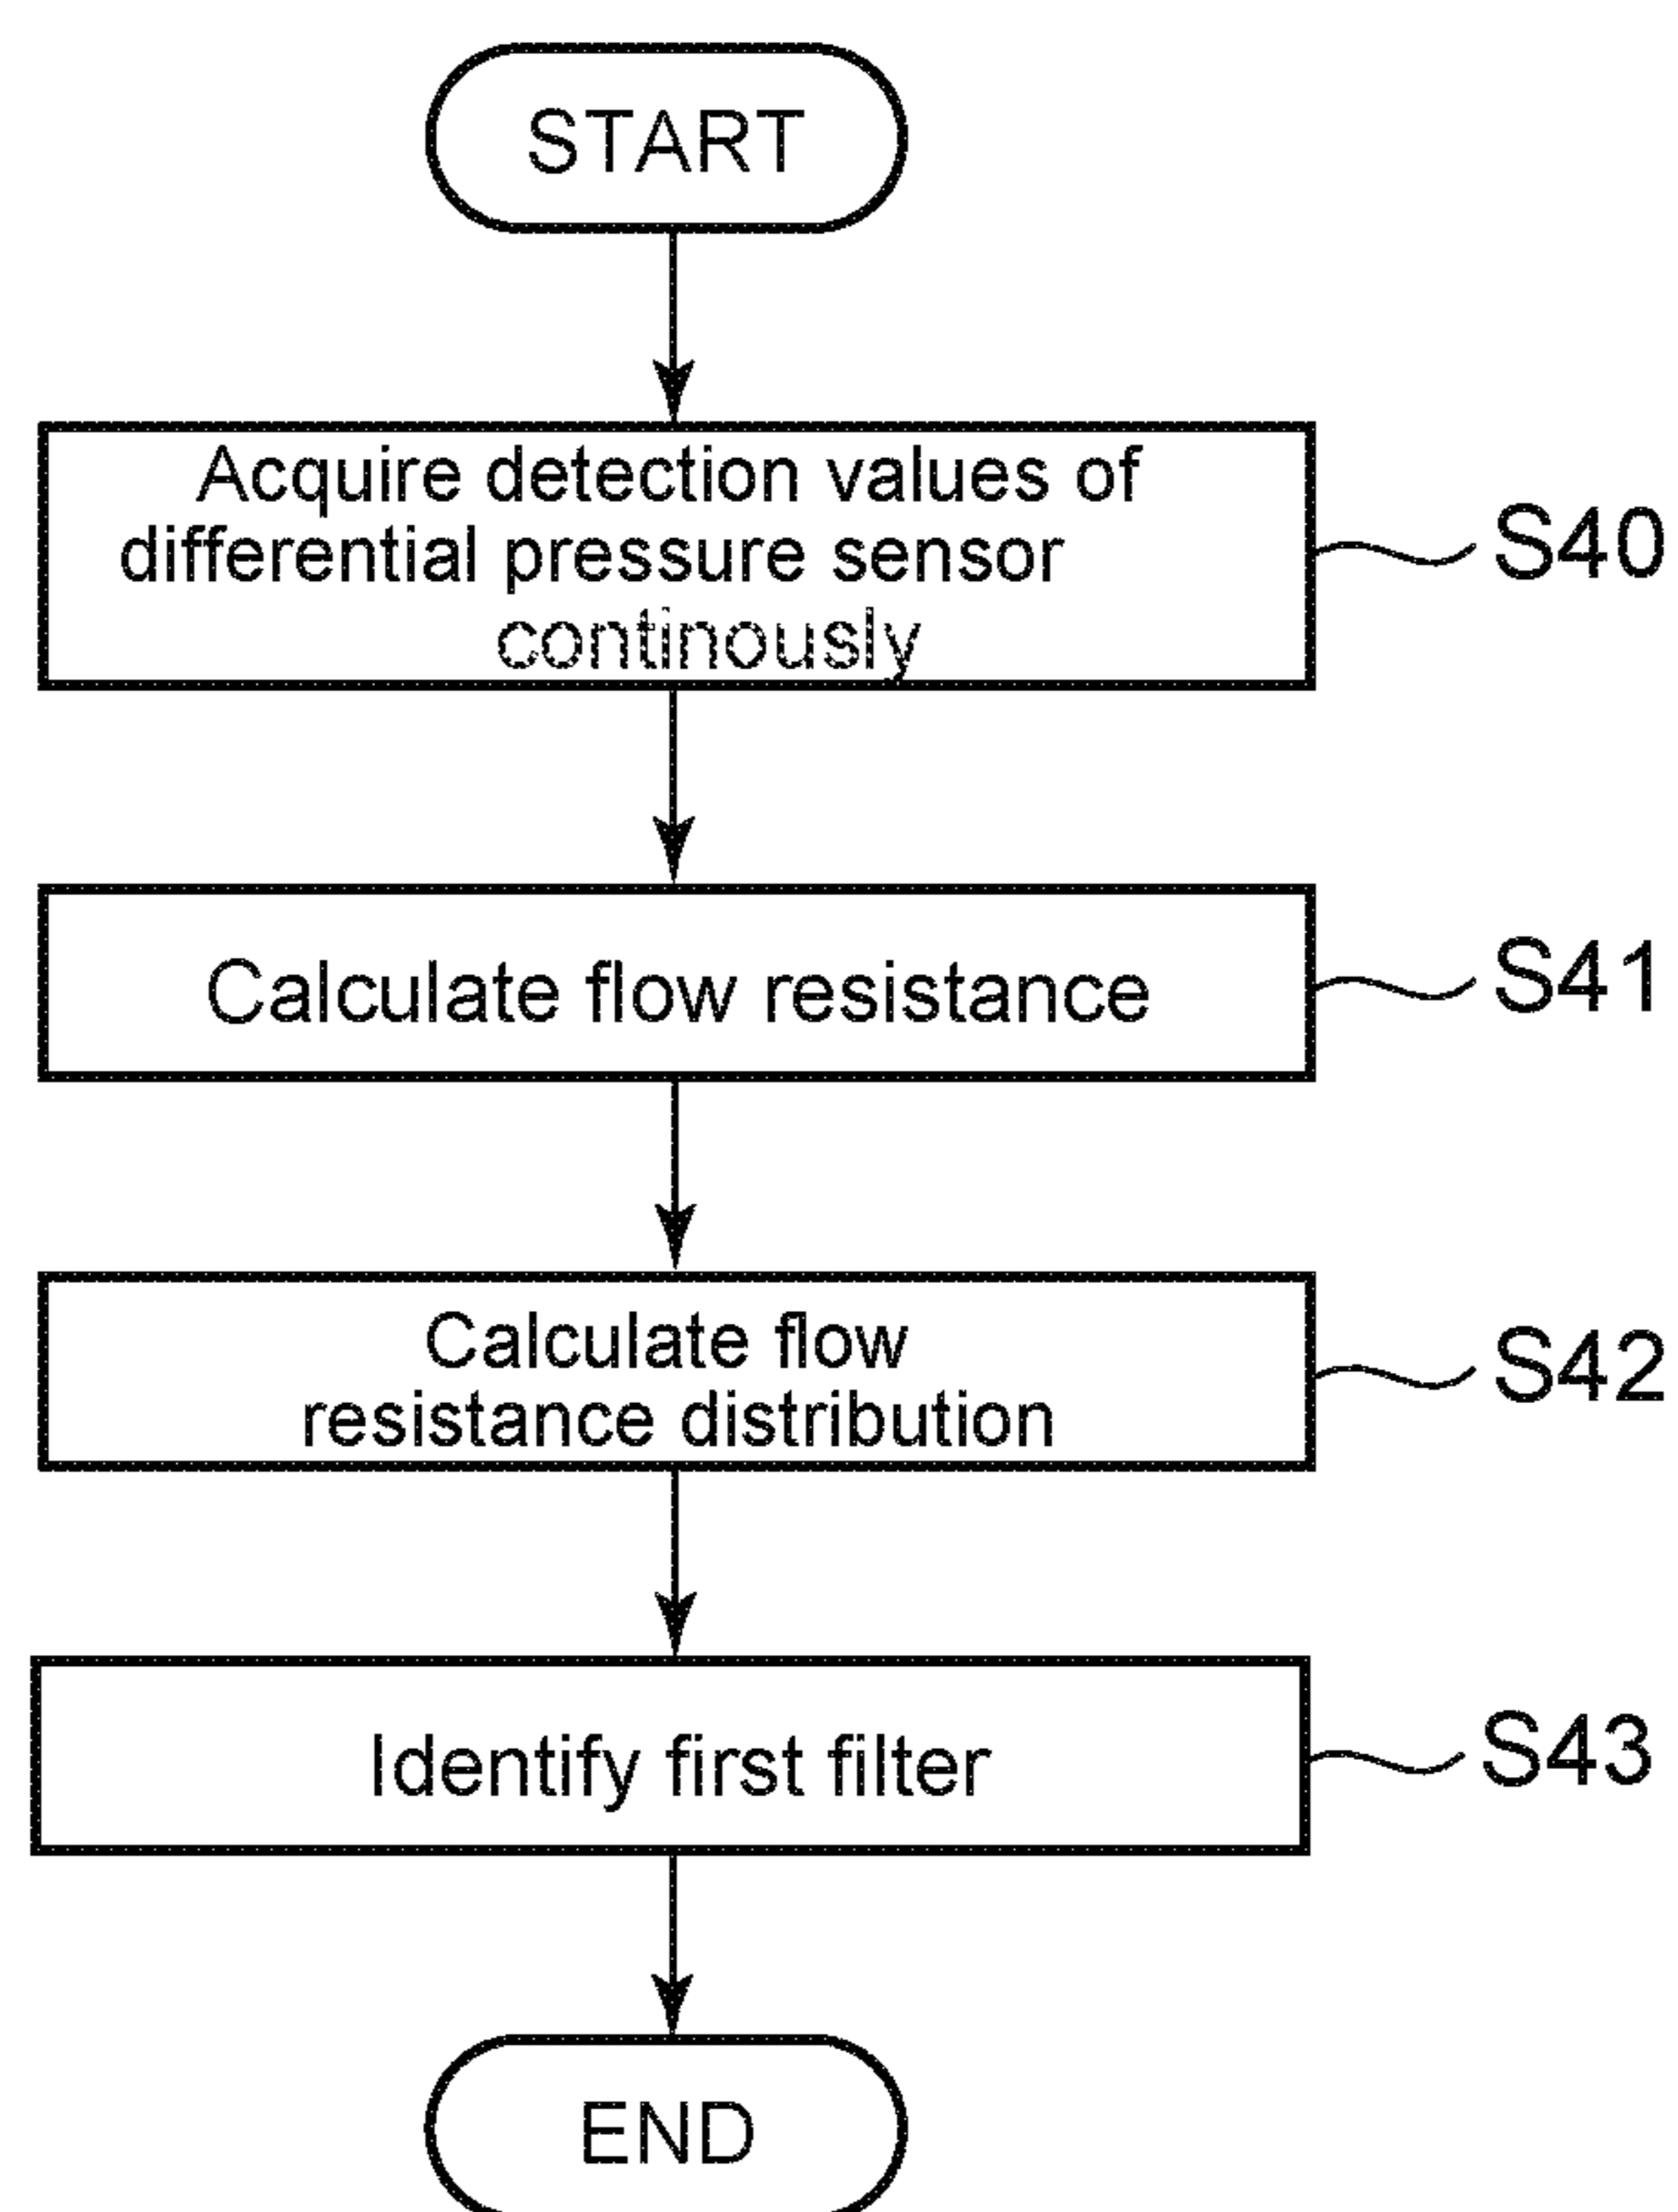 START
Acquire detection values of
differential pressure sensor
continously
S40
Calculate flow resistance
S41
Calculate flow
resistance distribution
S42
Identify first filter
S43
END